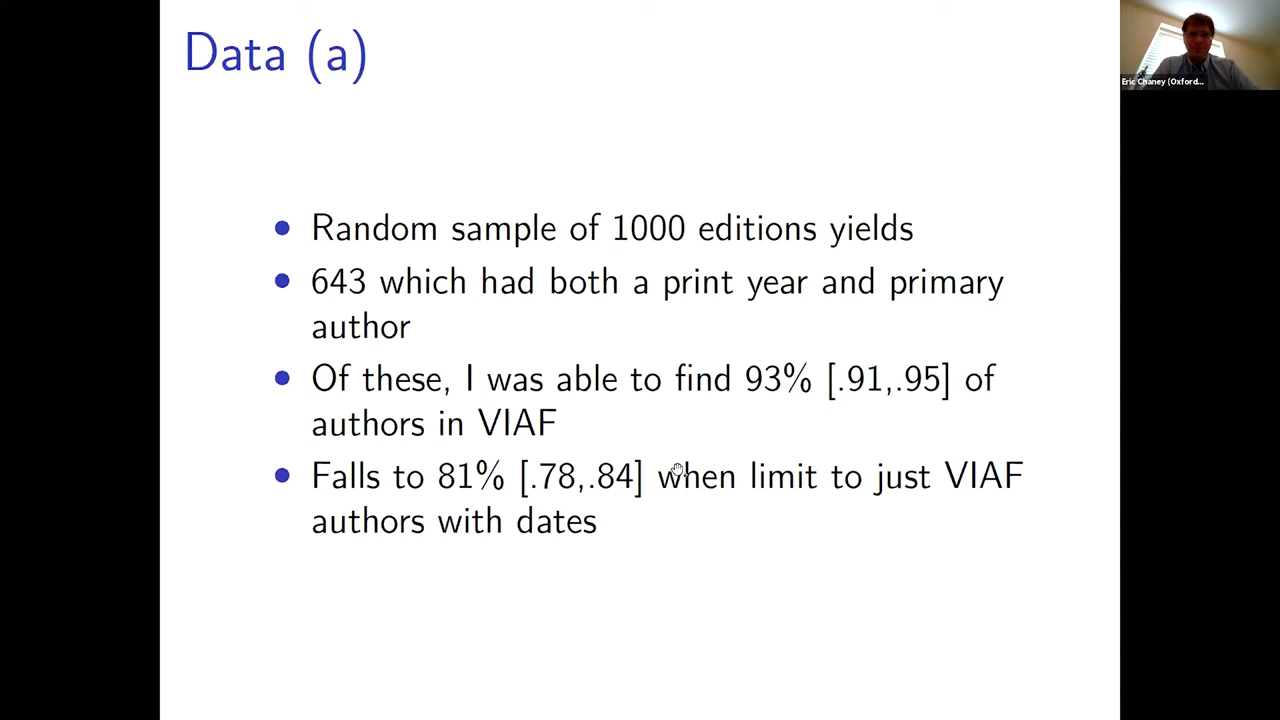 Data (a)
Eric Chaney (Oxford...
• Random sample of 1000 editions yields
• 643 which had both a print year and primary
author
• Of these, I was able to find 93% [.91,.95] of
authors in VIAF
• Falls to 81% [.78,.84] when limit to just VIAF
authors with dates